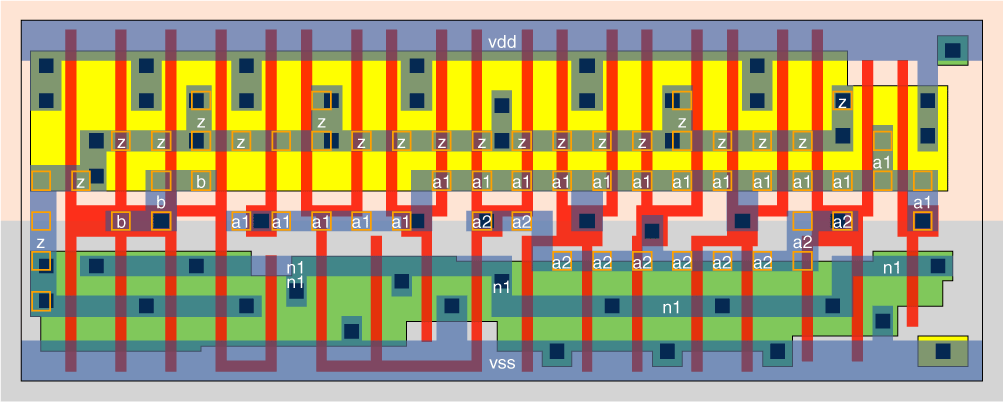 vdd
z
z z z z
z z z z z z z z z z z z z z
a1
z b a1 a1 a1 a1 a1 a1 a1 a1 a1 a1
b a1
b a1 a1 a1 a1 a1 a2 a2 a2
z a2
a2 a2 a2 a2 a2 a2
n1 n1
n1 n1
n1
vss